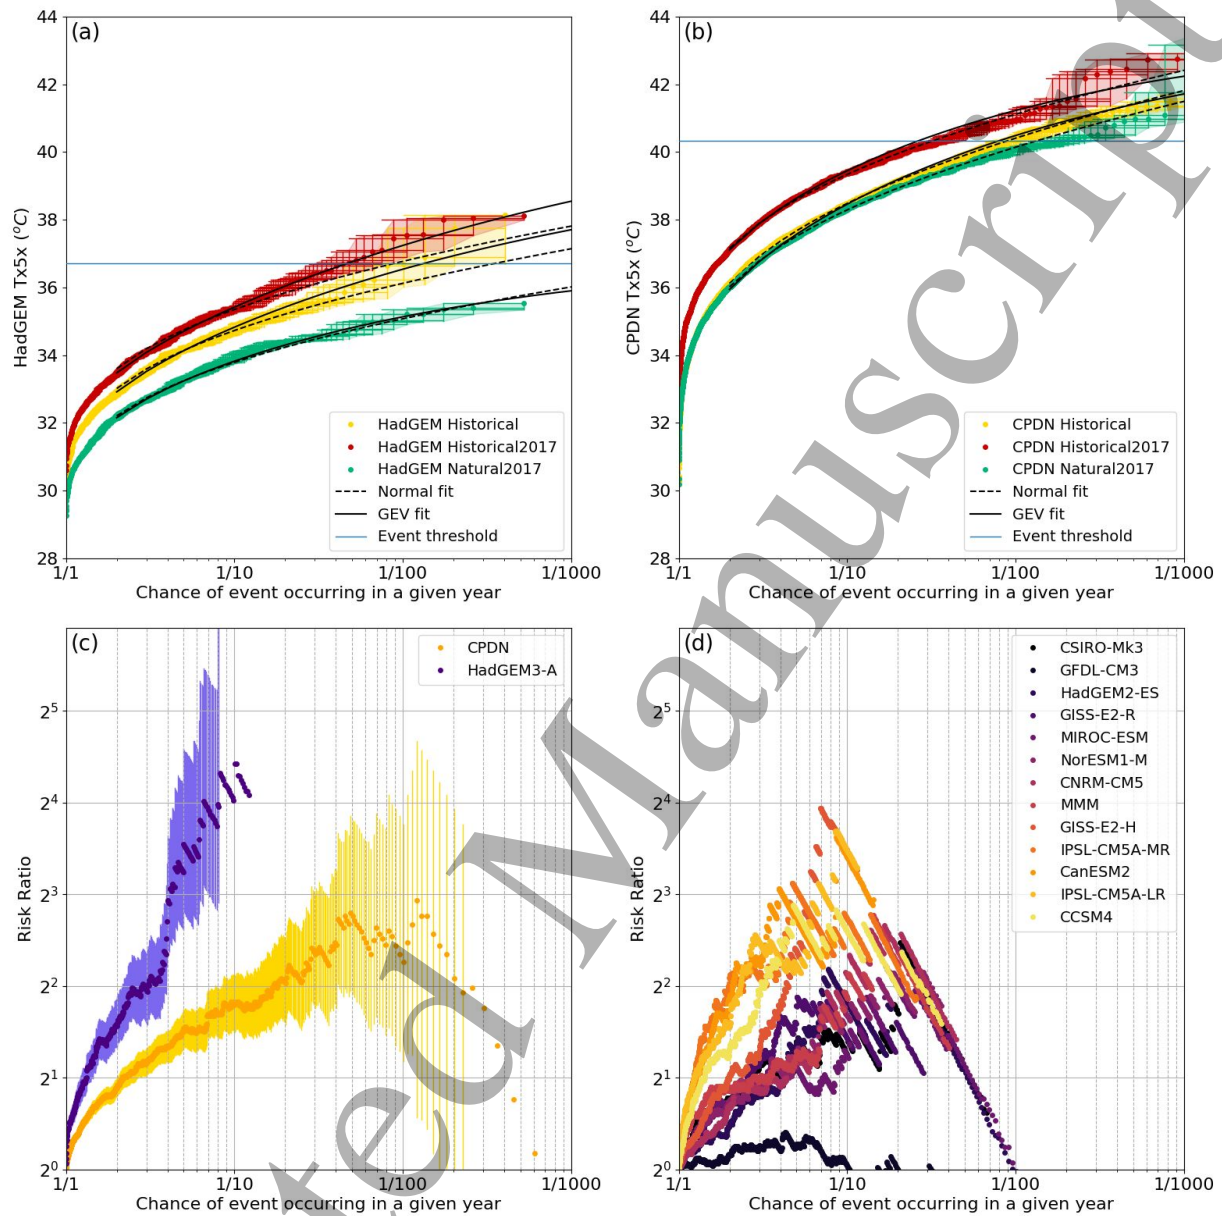 (a)
44
42
40
38
36
34
32
30
28
HadGEM Tx5x (°C)
HadGEM Historical
HadGEM Historical2017
HadGEM Natural2017
Normal fit
GEV fit
Event threshold
1/1 1/10 1/100 1/1000
Chance of event occurring in a given year
(b)
44
42
40
38
36
34
32
30
28
CPDN Tx5x (°C)
CPDN Historical
CPDN Historical2017
CPDN Natural2017
Normal fit
GEV fit
Event threshold
1/1 1/10 1/100 1/1000
Chance of event occurring in a given year
(c)
CPDN
HadGEM3-A
2⁵
2⁴
2³
2²
2¹
2⁰
Risk Ratio
1/1 1/10 1/100 1/1000
Chance of event occurring in a given year
(d)
CSIRO-Mk3
GFDL-CM3
HadGEM2-ES
GISS-E2-R
MIROC-ESM
NorESM1-M
CNRM-CM5
MMM
GISS-E2-H
IPSL-CM5A-MR
CanESM2
IPSL-CM5A-LR
CCSM4
2⁵
2⁴
2³
2²
2¹
2⁰
Risk Ratio
1/1 1/10 1/100 1/1000
Chance of event occurring in a given year
ted Manuscript